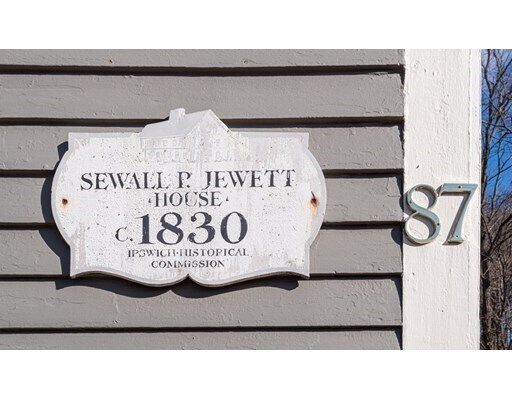 SEWALL P. JEWETT
·HOUSE·
C.1830
IPSWICH·HISTORICAL
COMMISSION
87